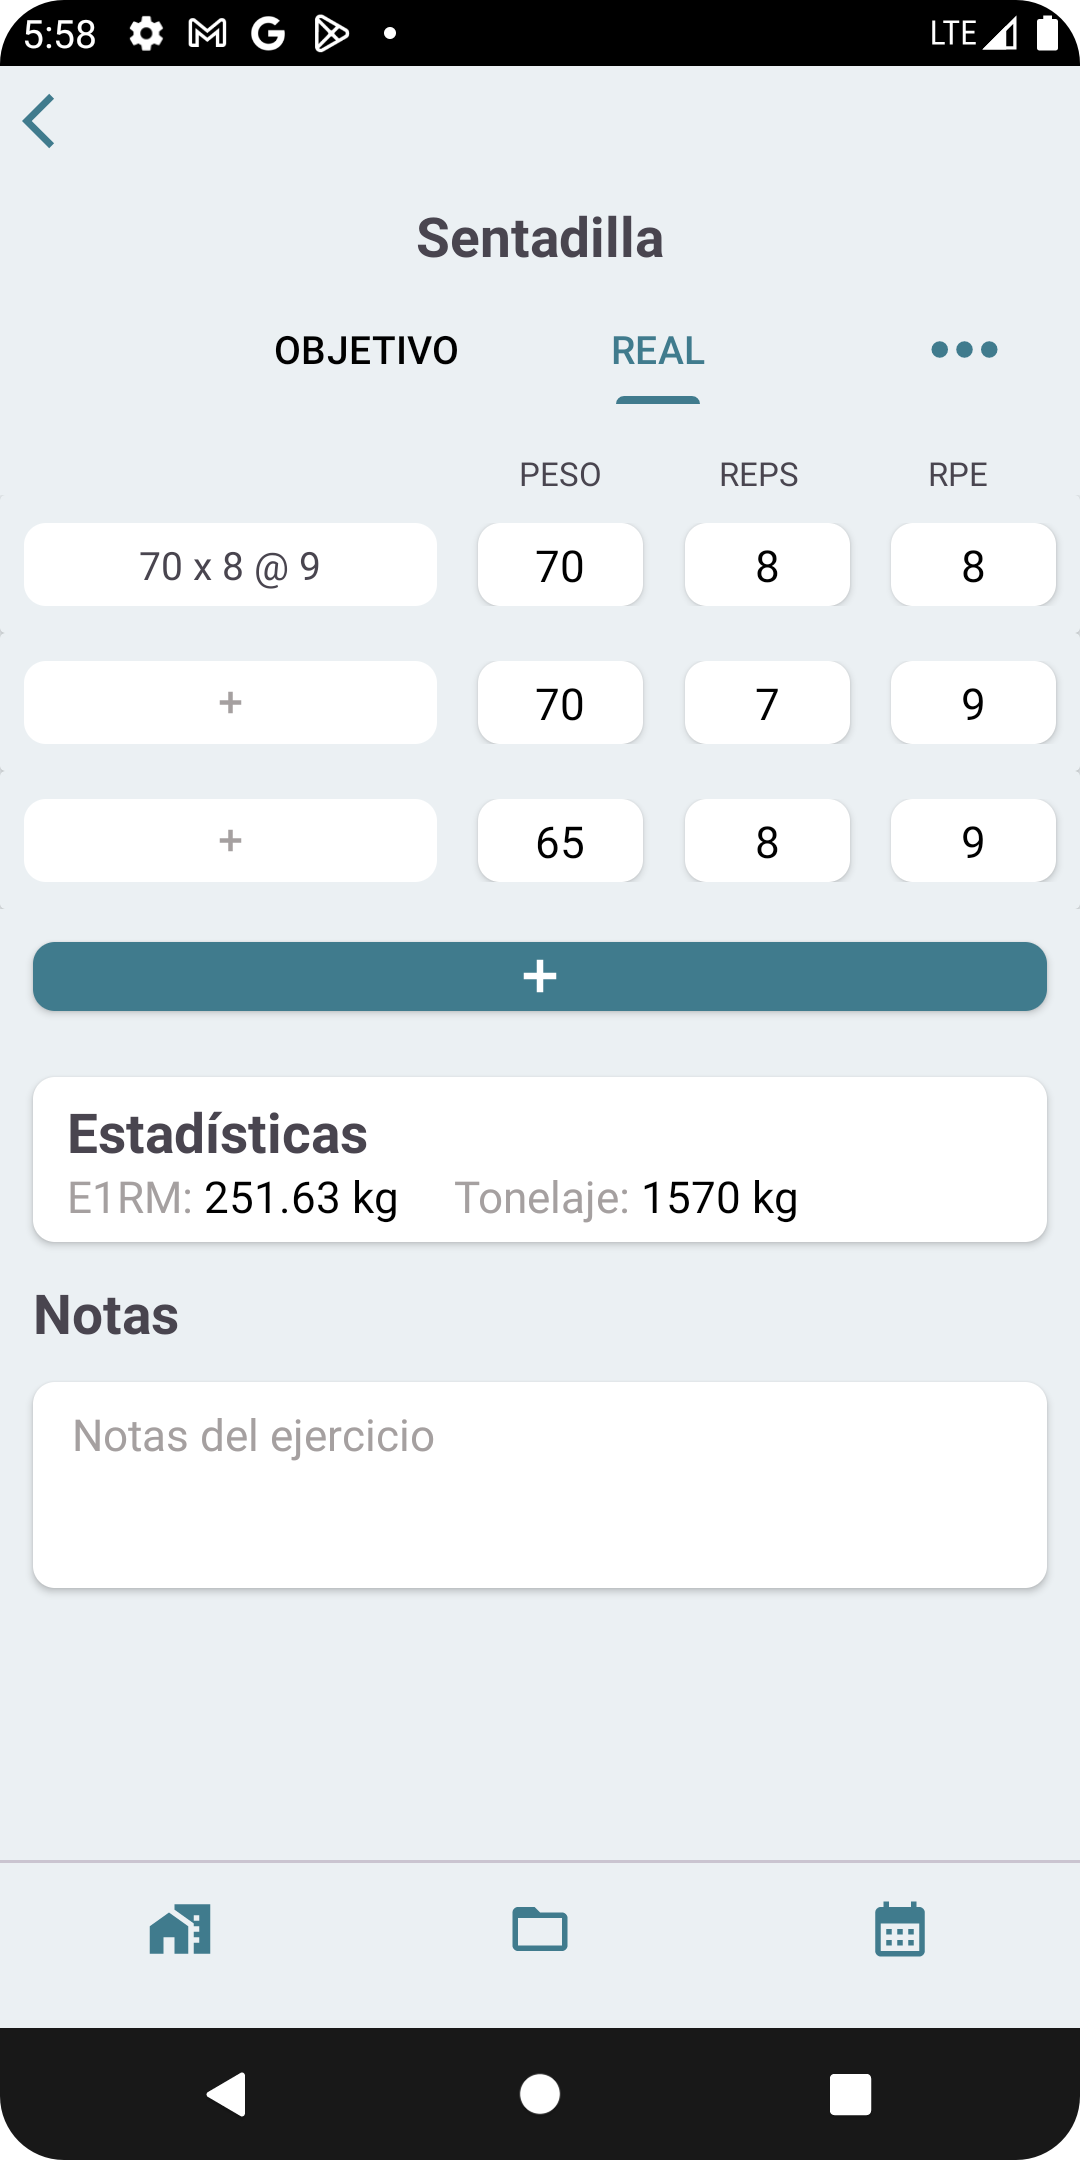 5:58 LTE
Sentadilla
OBJETIVO REAL
PESO REPS RPE
70 x 8 @ 9 70 8 8
+ 70 7 9
+ 65 8 9
+
Estadísticas
E1RM: 251.63 kg Tonelaje: 1570 kg
Notas
Notas del ejercicio